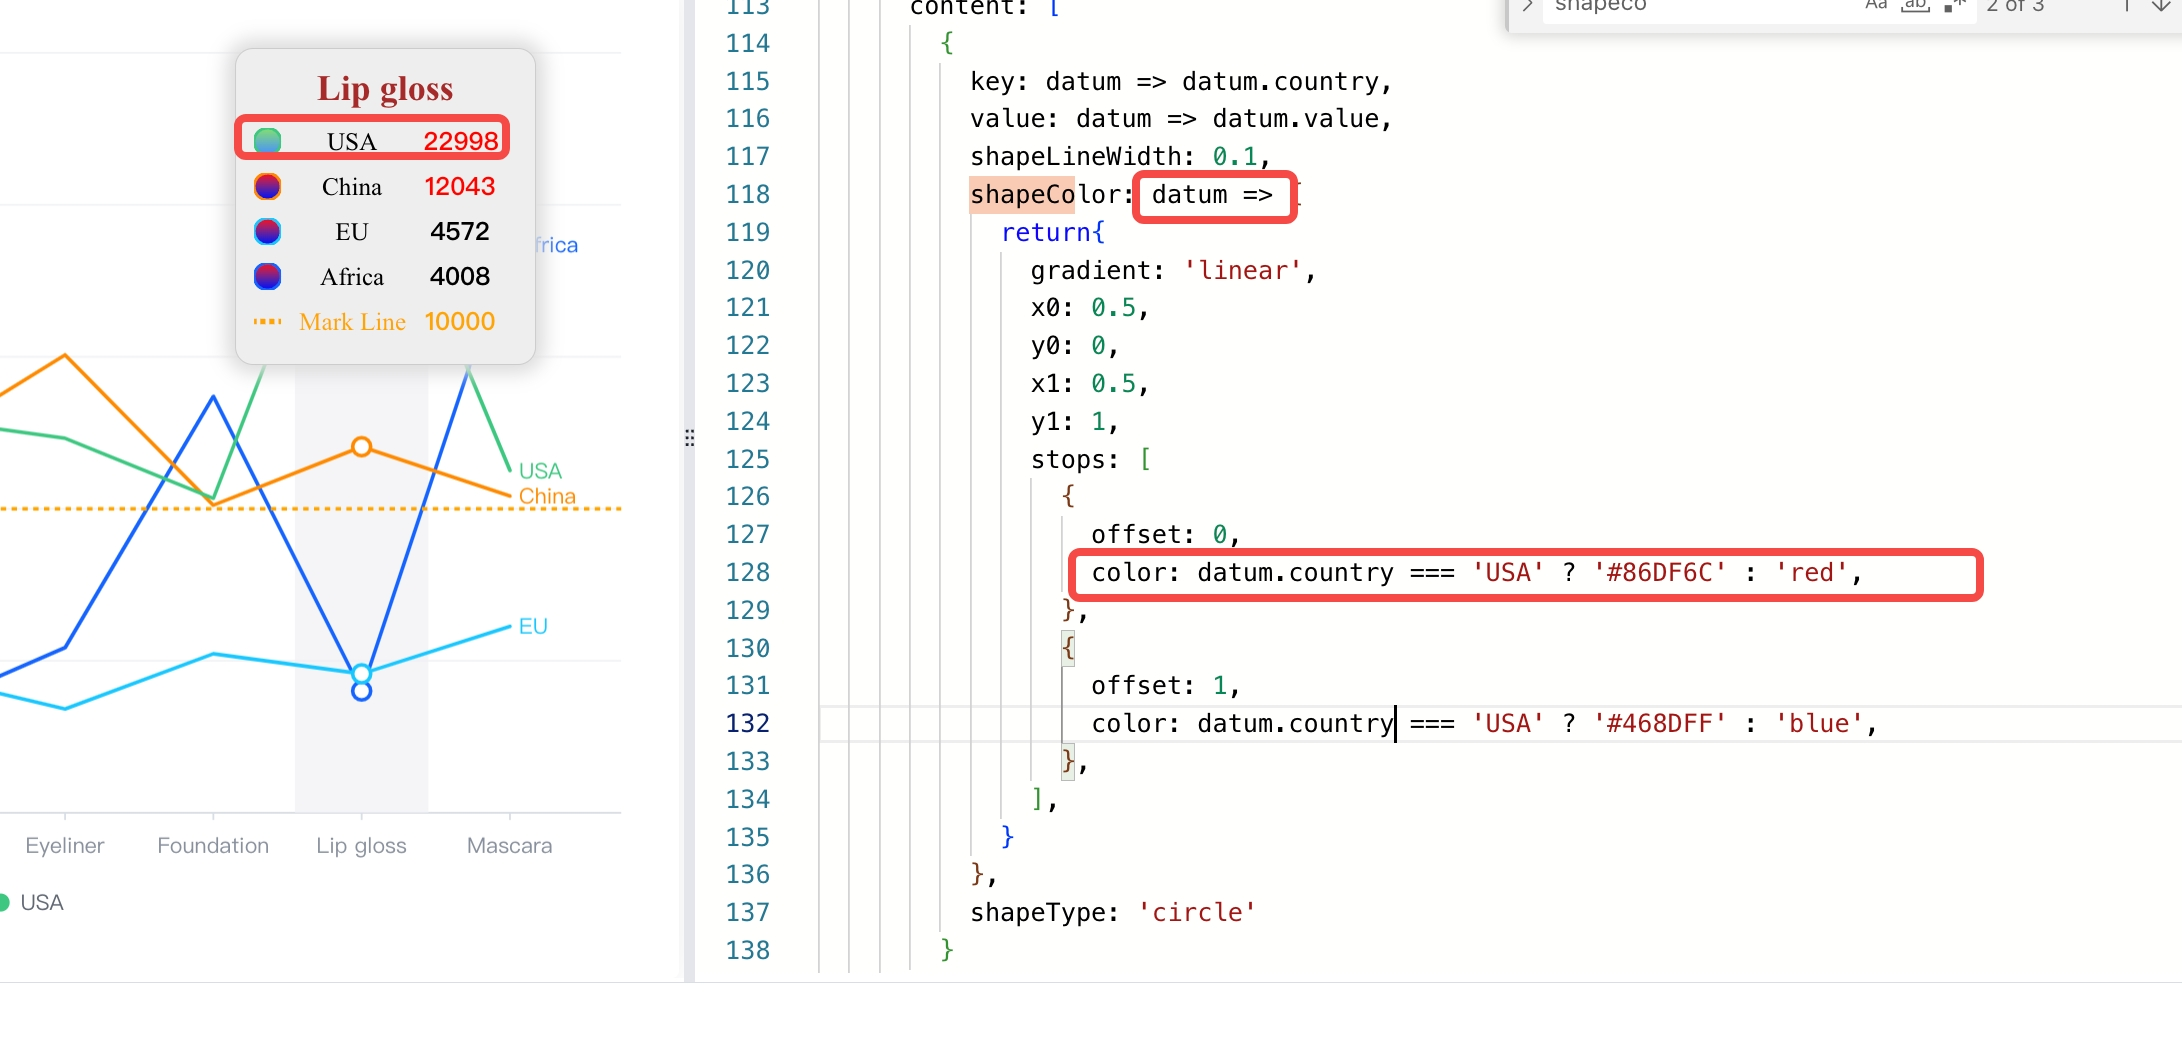 Lip gloss
USA 22998
China 12043
EU 4572
Africa 4008
Mark Line 10000
frica
USA
China
EU
Eyeliner Foundation Lip gloss Mascara
USA
shapeco Aa ab .* 2 of 3
113 content: [
114 {
115 key: datum => datum.country,
116 value: datum => datum.value,
117 shapeLineWidth: 0.1,
118 shapeColor: datum => {
119 return{
120 gradient: 'linear',
121 x0: 0.5,
122 y0: 0,
123 x1: 0.5,
124 y1: 1,
125 stops: [
126 {
127 offset: 0,
128 color: datum.country === 'USA' ? '#86DF6C' : 'red',
129 },
130 {
131 offset: 1,
132 color: datum.country === 'USA' ? '#468DFF' : 'blue',
133 },
134 ],
135 }
136 },
137 shapeType: 'circle'
138 }